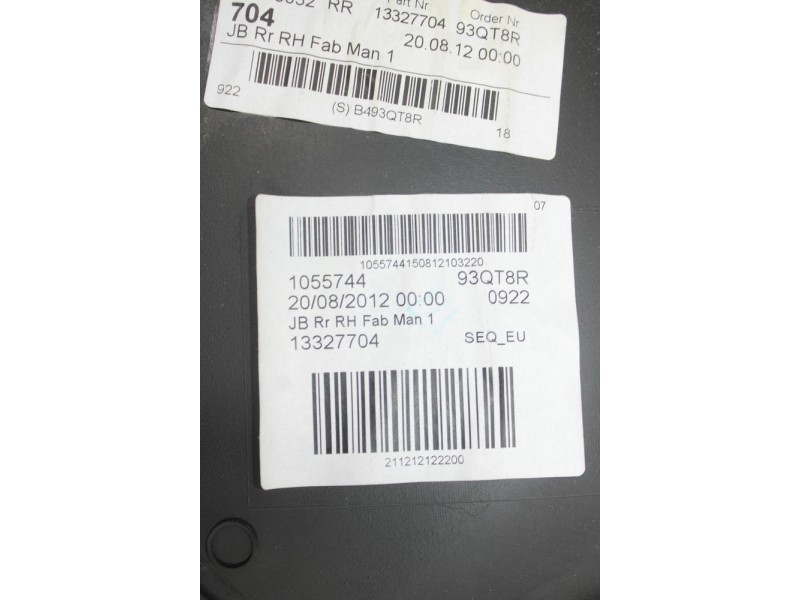 RR Part Nr Order Nr
704 13327704 93QT8R
JB Rr RH Fab Man 1 20.08.12 00:00
922 (S) B493QT8R 18
07
1055744150812103220
1055744 93QT8R
20/08/2012 00:00 0922
JB Rr RH Fab Man 1
13327704 SEQ_EU
211212122200